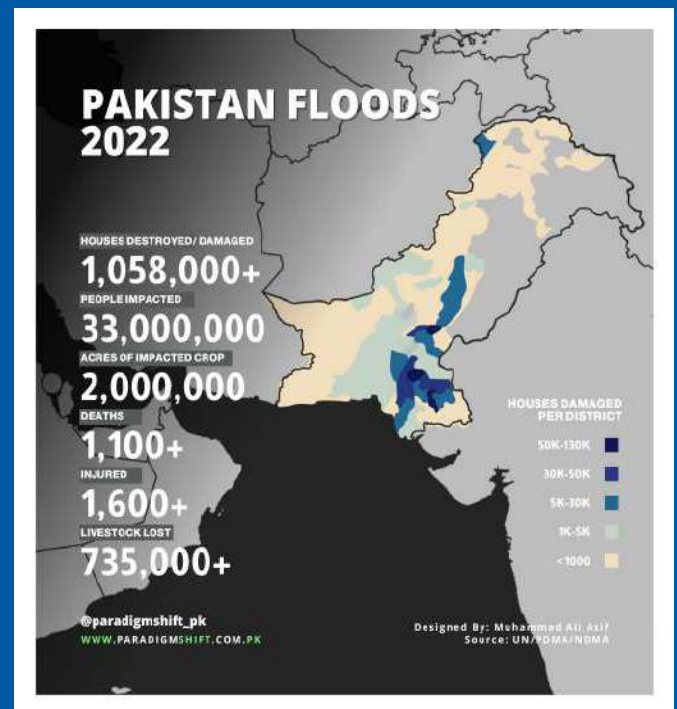 PAKISTAN FLOODS
2022
HOUSES DESTROYED/ DAMAGED
1,058,000+
PEOPLE IMPACTED
33,000,000
ACRES OF IMPACTED CROP
2,000,000
DEATHS
1,100+
INJURED
1,600+
LIVESTOCK LOST
735,000+
@paradigmshift_pk
WWW.PARADIGMSHIFT.COM.PK
HOUSES DAMAGED
PER DISTRICT
50K-130K
30K-50K
5K-30K
1K-5K
<1000
Designed By: Muhammad Ali Asif
Source: UN/PDMA/NDMA